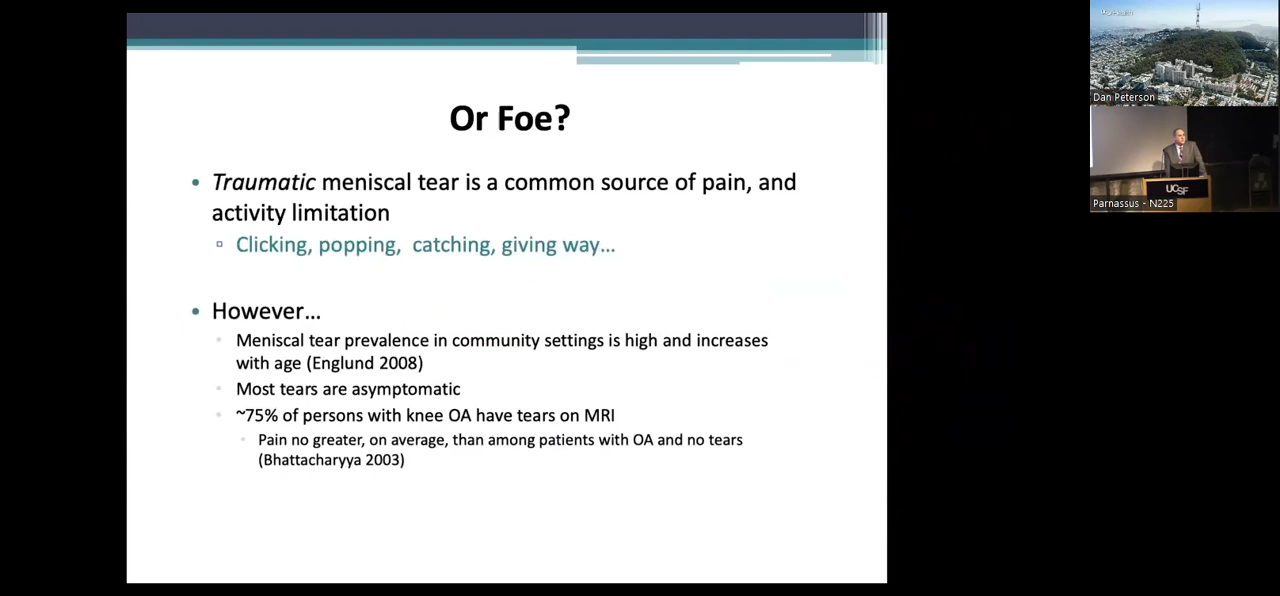 Or Foe?
• Traumatic meniscal tear is a common source of pain, and
activity limitation
▫ Clicking, popping, catching, giving way...
• However...
▫ Meniscal tear prevalence in community settings is high and increases
with age (Englund 2008)
▫ Most tears are asymptomatic
▫ ~75% of persons with knee OA have tears on MRI
▫ Pain no greater, on average, than among patients with OA and no tears
(Bhattacharyya 2003)
Dan Peterson
UCSF
Parnassus - N225